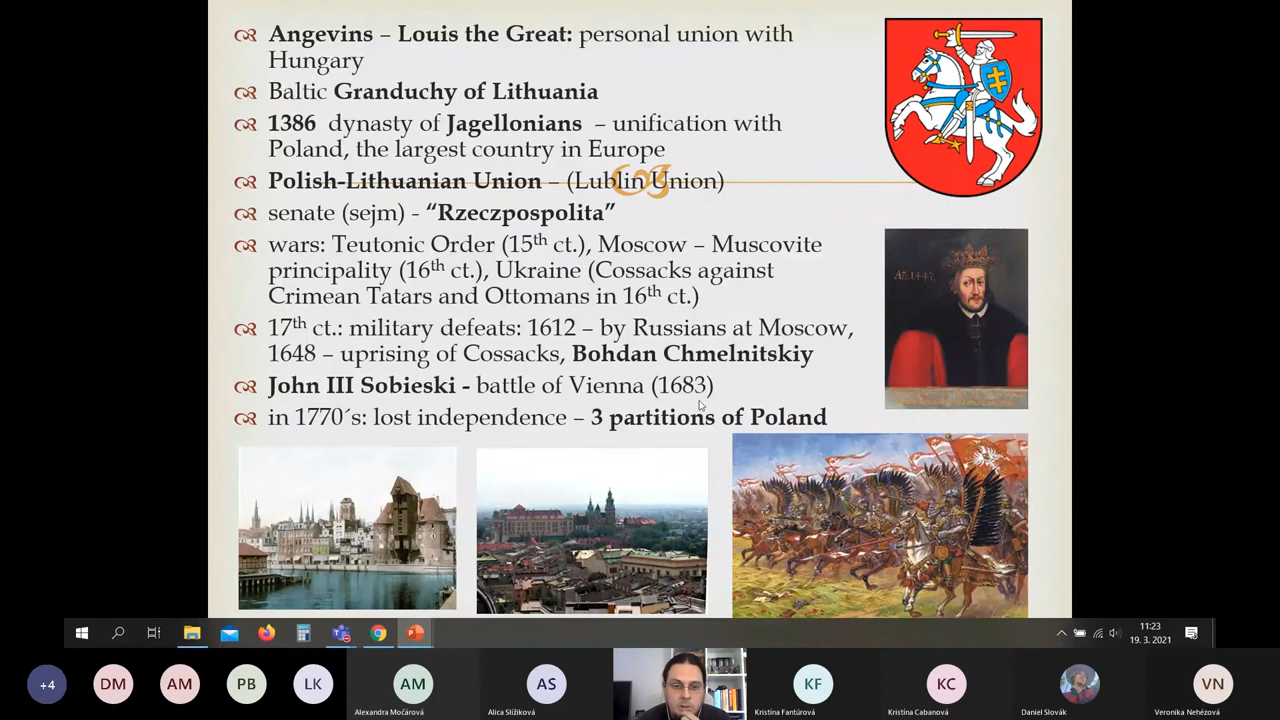 Angevins – Louis the Great: personal union with
Hungary
Baltic Granduchy of Lithuania
1386 dynasty of Jagellonians – unification with
Poland, the largest country in Europe
Polish-Lithuanian Union – (Lublin Union)
senate (sejm) - “Rzeczpospolita”
wars: Teutonic Order (15th ct.), Moscow – Muscovite
principality (16th ct.), Ukraine (Cossacks against
Crimean Tatars and Ottomans in 16th ct.)
17th ct.: military defeats: 1612 – by Russians at Moscow,
1648 – uprising of Cossacks, Bohdan Chmelnitskiy
John III Sobieski - battle of Vienna (1683)
in 1770´s: lost independence – 3 partitions of Poland
11:23
19. 3. 2021
+4
DM
AM
PB
LK
AM
Alexandra Močárová
AS
Alica Slížiková
KF
Kristína Fantúrová
KC
Kristína Cabanová
Daniel Slovák
VN
Veronika Nehézová